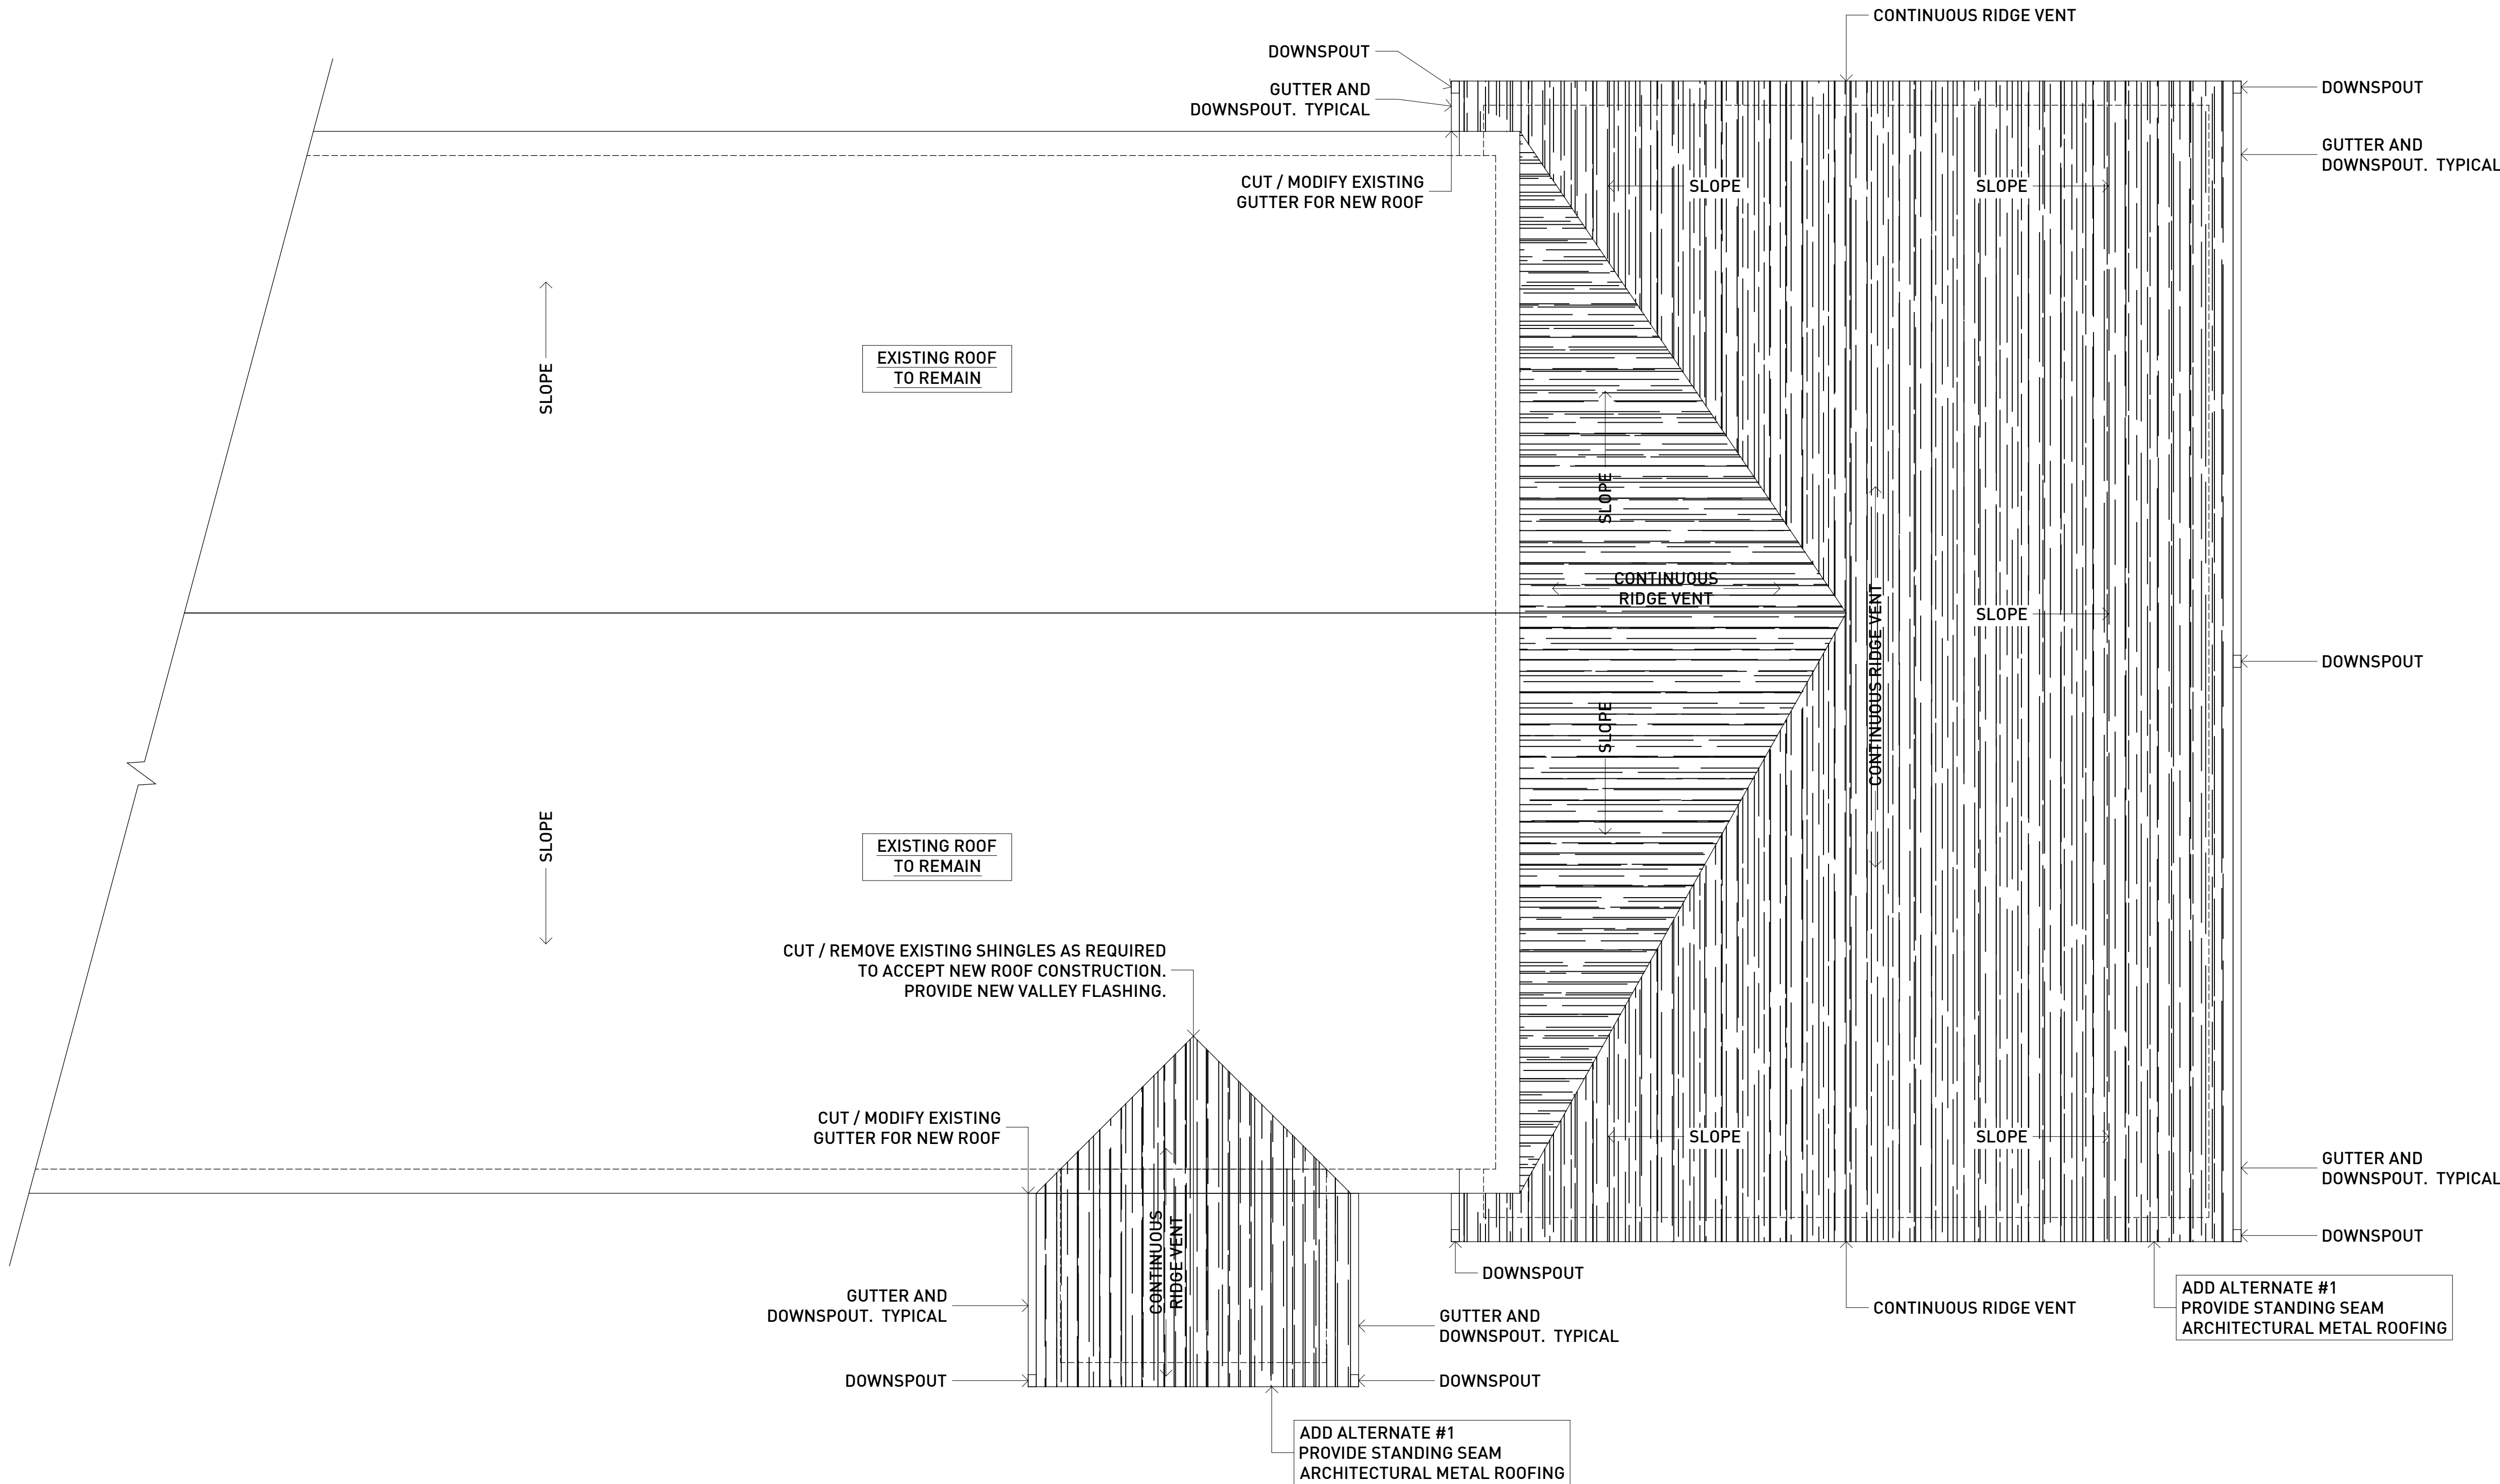 CONTINUOUS RIDGE VENT
DOWNSPOUT
GUTTER AND
DOWNSPOUT. TYPICAL
DOWNSPOUT
GUTTER AND
DOWNSPOUT. TYPICAL
CUT / MODIFY EXISTING
GUTTER FOR NEW ROOF
SLOPE
SLOPE
SLOPE
EXISTING ROOF
TO REMAIN
SLOPE
CONTINUOUS
RIDGE VENT
CONTINUOUS RIDGE VENT
SLOPE
DOWNSPOUT
SLOPE
SLOPE
EXISTING ROOF
TO REMAIN
CUT / REMOVE EXISTING SHINGLES AS REQUIRED
TO ACCEPT NEW ROOF CONSTRUCTION.
PROVIDE NEW VALLEY FLASHING.
CUT / MODIFY EXISTING
GUTTER FOR NEW ROOF
SLOPE
SLOPE
GUTTER AND
DOWNSPOUT. TYPICAL
DOWNSPOUT
CONTINUOUS
RIDGE VENT
DOWNSPOUT
GUTTER AND
DOWNSPOUT. TYPICAL
GUTTER AND
DOWNSPOUT. TYPICAL
CONTINUOUS RIDGE VENT
ADD ALTERNATE #1
PROVIDE STANDING SEAM
ARCHITECTURAL METAL ROOFING
DOWNSPOUT
DOWNSPOUT
ADD ALTERNATE #1
PROVIDE STANDING SEAM
ARCHITECTURAL METAL ROOFING